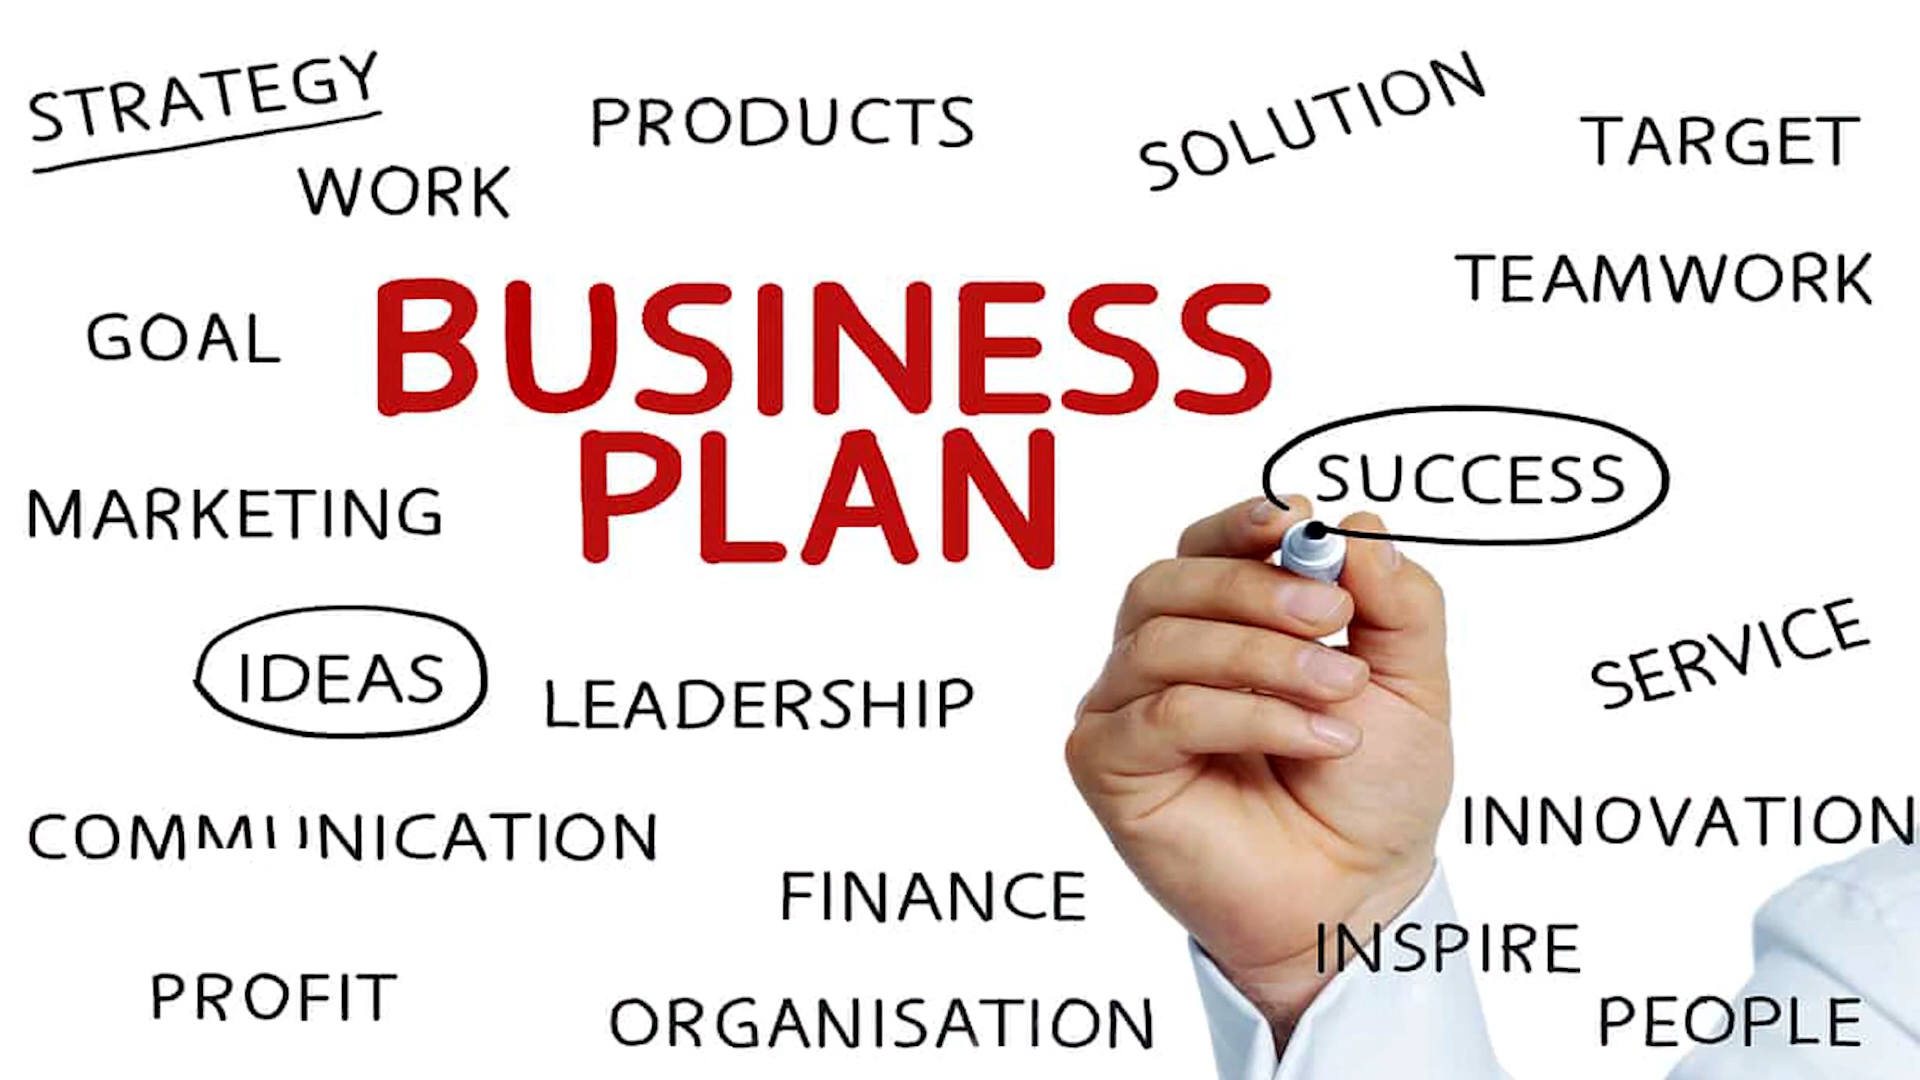 STRATEGY
PRODUCTS
SOLUTION
TARGET
WORK
TEAMWORK
GOAL
BUSINESS
PLAN
SUCCESS
MARKETING
IDEAS
LEADERSHIP
SERVICE
COMMUNICATION
INNOVATION
FINANCE
INSPIRE
PROFIT
ORGANISATION
PEOPLE